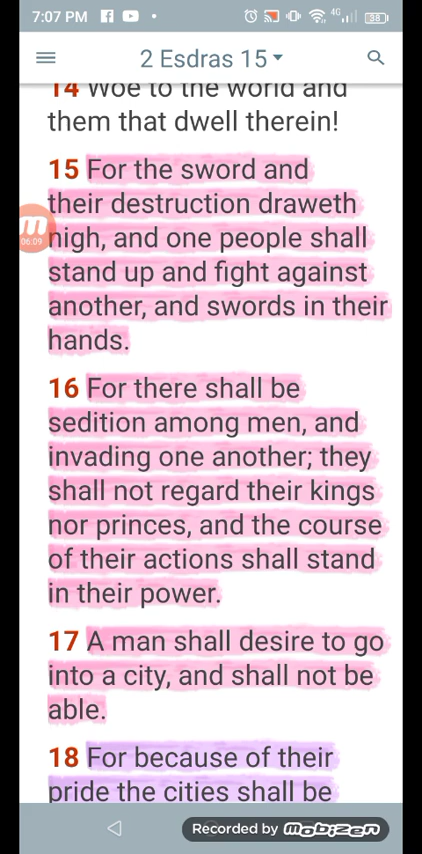 7:07 PM
4G
38
2 Esdras 15
14 Woe to the world and
them that dwell therein!
15 For the sword and
their destruction draweth
nigh, and one people shall
stand up and fight against
another, and swords in their
hands.
16 For there shall be
sedition among men, and
invading one another; they
shall not regard their kings
nor princes, and the course
of their actions shall stand
in their power.
17 A man shall desire to go
into a city, and shall not be
able.
18 For because of their
pride the cities shall be
06:09
Recorded by mobizen